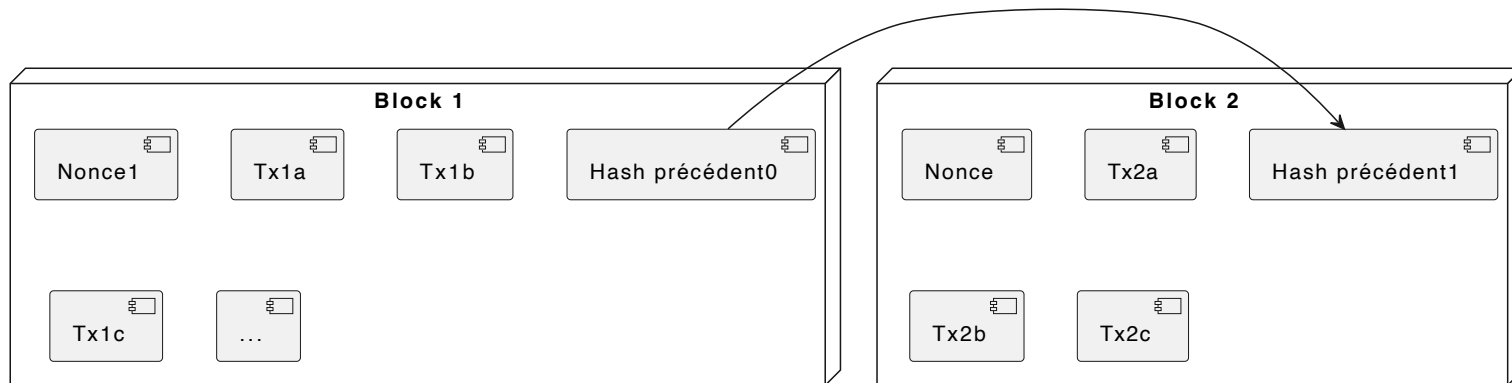 Block 1
Nonce1
Tx1a
Tx1b
Hash précédent0
Tx1c
...
Block 2
Nonce
Tx2a
Hash précédent1
Tx2b
Tx2c